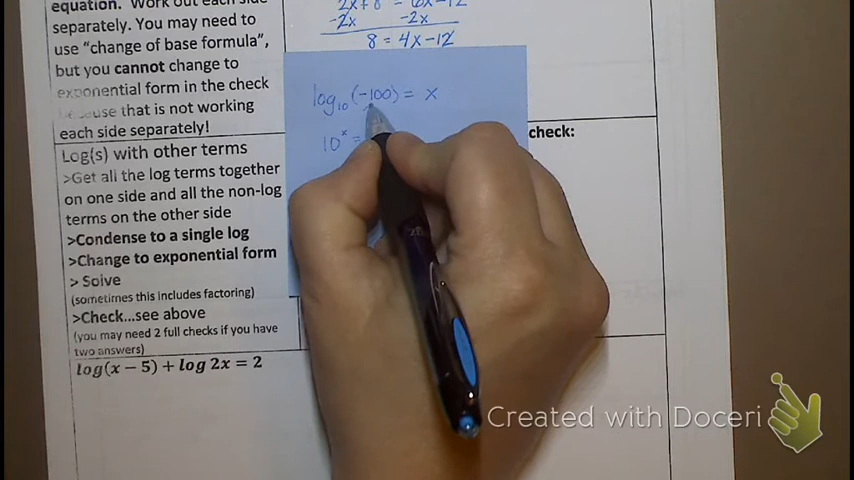 equation. Work out each side
separately. You may need to
use "change of base formula",
but you cannot change to
exponential form in the check
because that is not working
each side separately!
Log(s) with other terms
>Get all the log terms together
on one side and all the non-log
terms on the other side
>Condense to a single log
>Change to exponential form
> Solve
(sometimes this includes factoring)
>Check...see above
(you may need 2 full checks if you have
two answers)
log(x − 5) + log 2x = 2
2x + 8 = 6x − 12
-2x -2x
8 = 4x − 12
log₁₀ (−100) = x
10ˣ =
check:
Created with Doceri